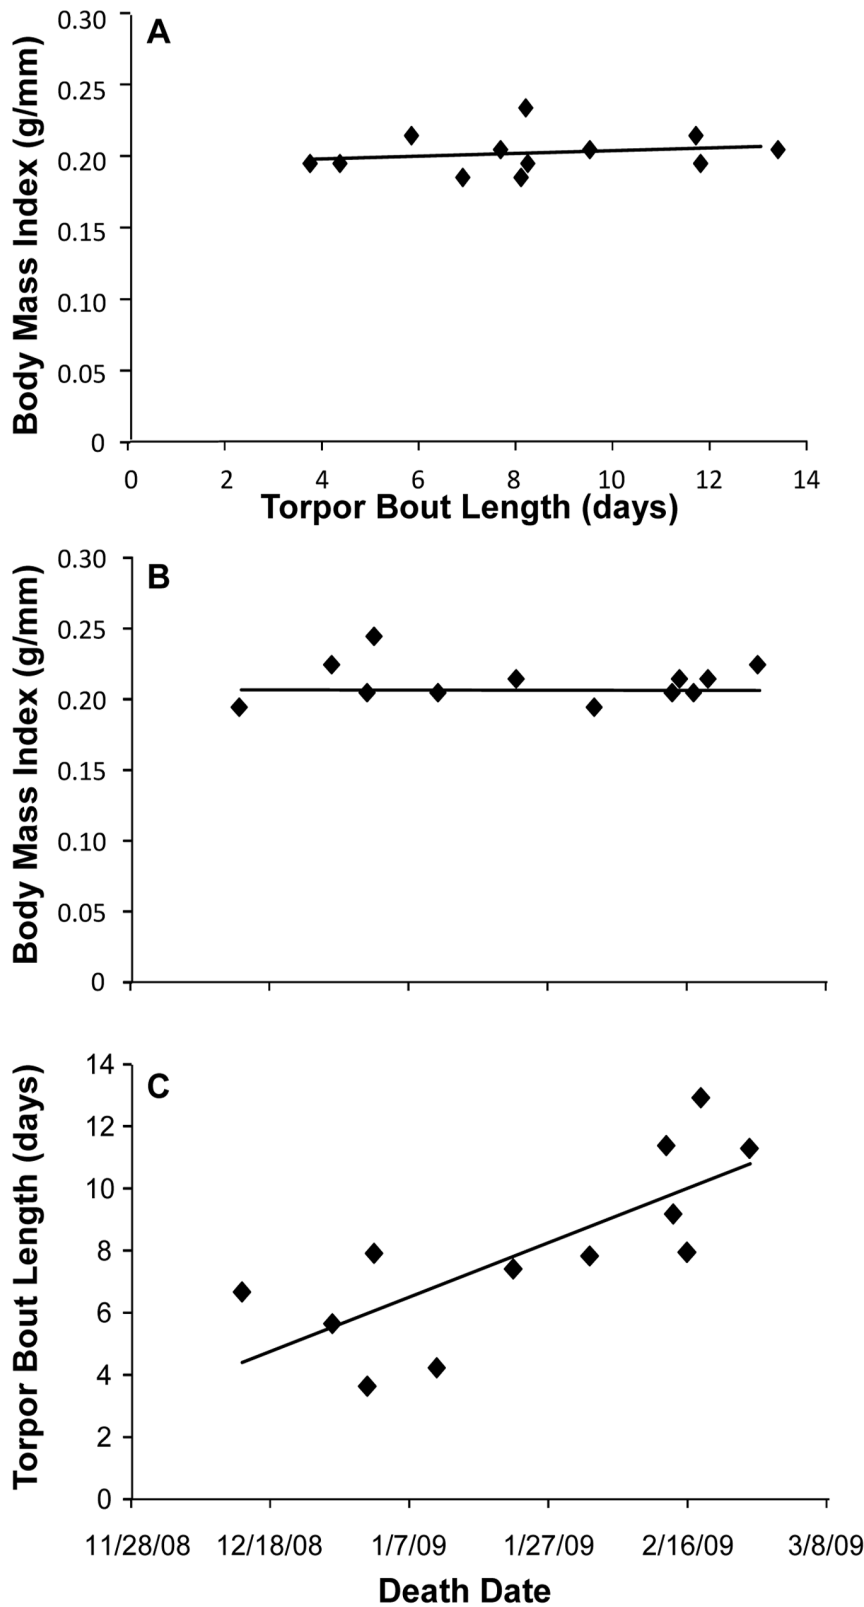 A
Body Mass Index (g/mm)
0.30
0.25
0.20
0.15
0.10
0.05
0
0 2 4 6 8 10 12 14
Torpor Bout Length (days)
B
Body Mass Index (g/mm)
0.30
0.25
0.20
0.15
0.10
0.05
0
C
Torpor Bout Length (days)
14
12
10
8
6
4
2
0
11/28/08 12/18/08 1/7/09 1/27/09 2/16/09 3/8/09
Death Date